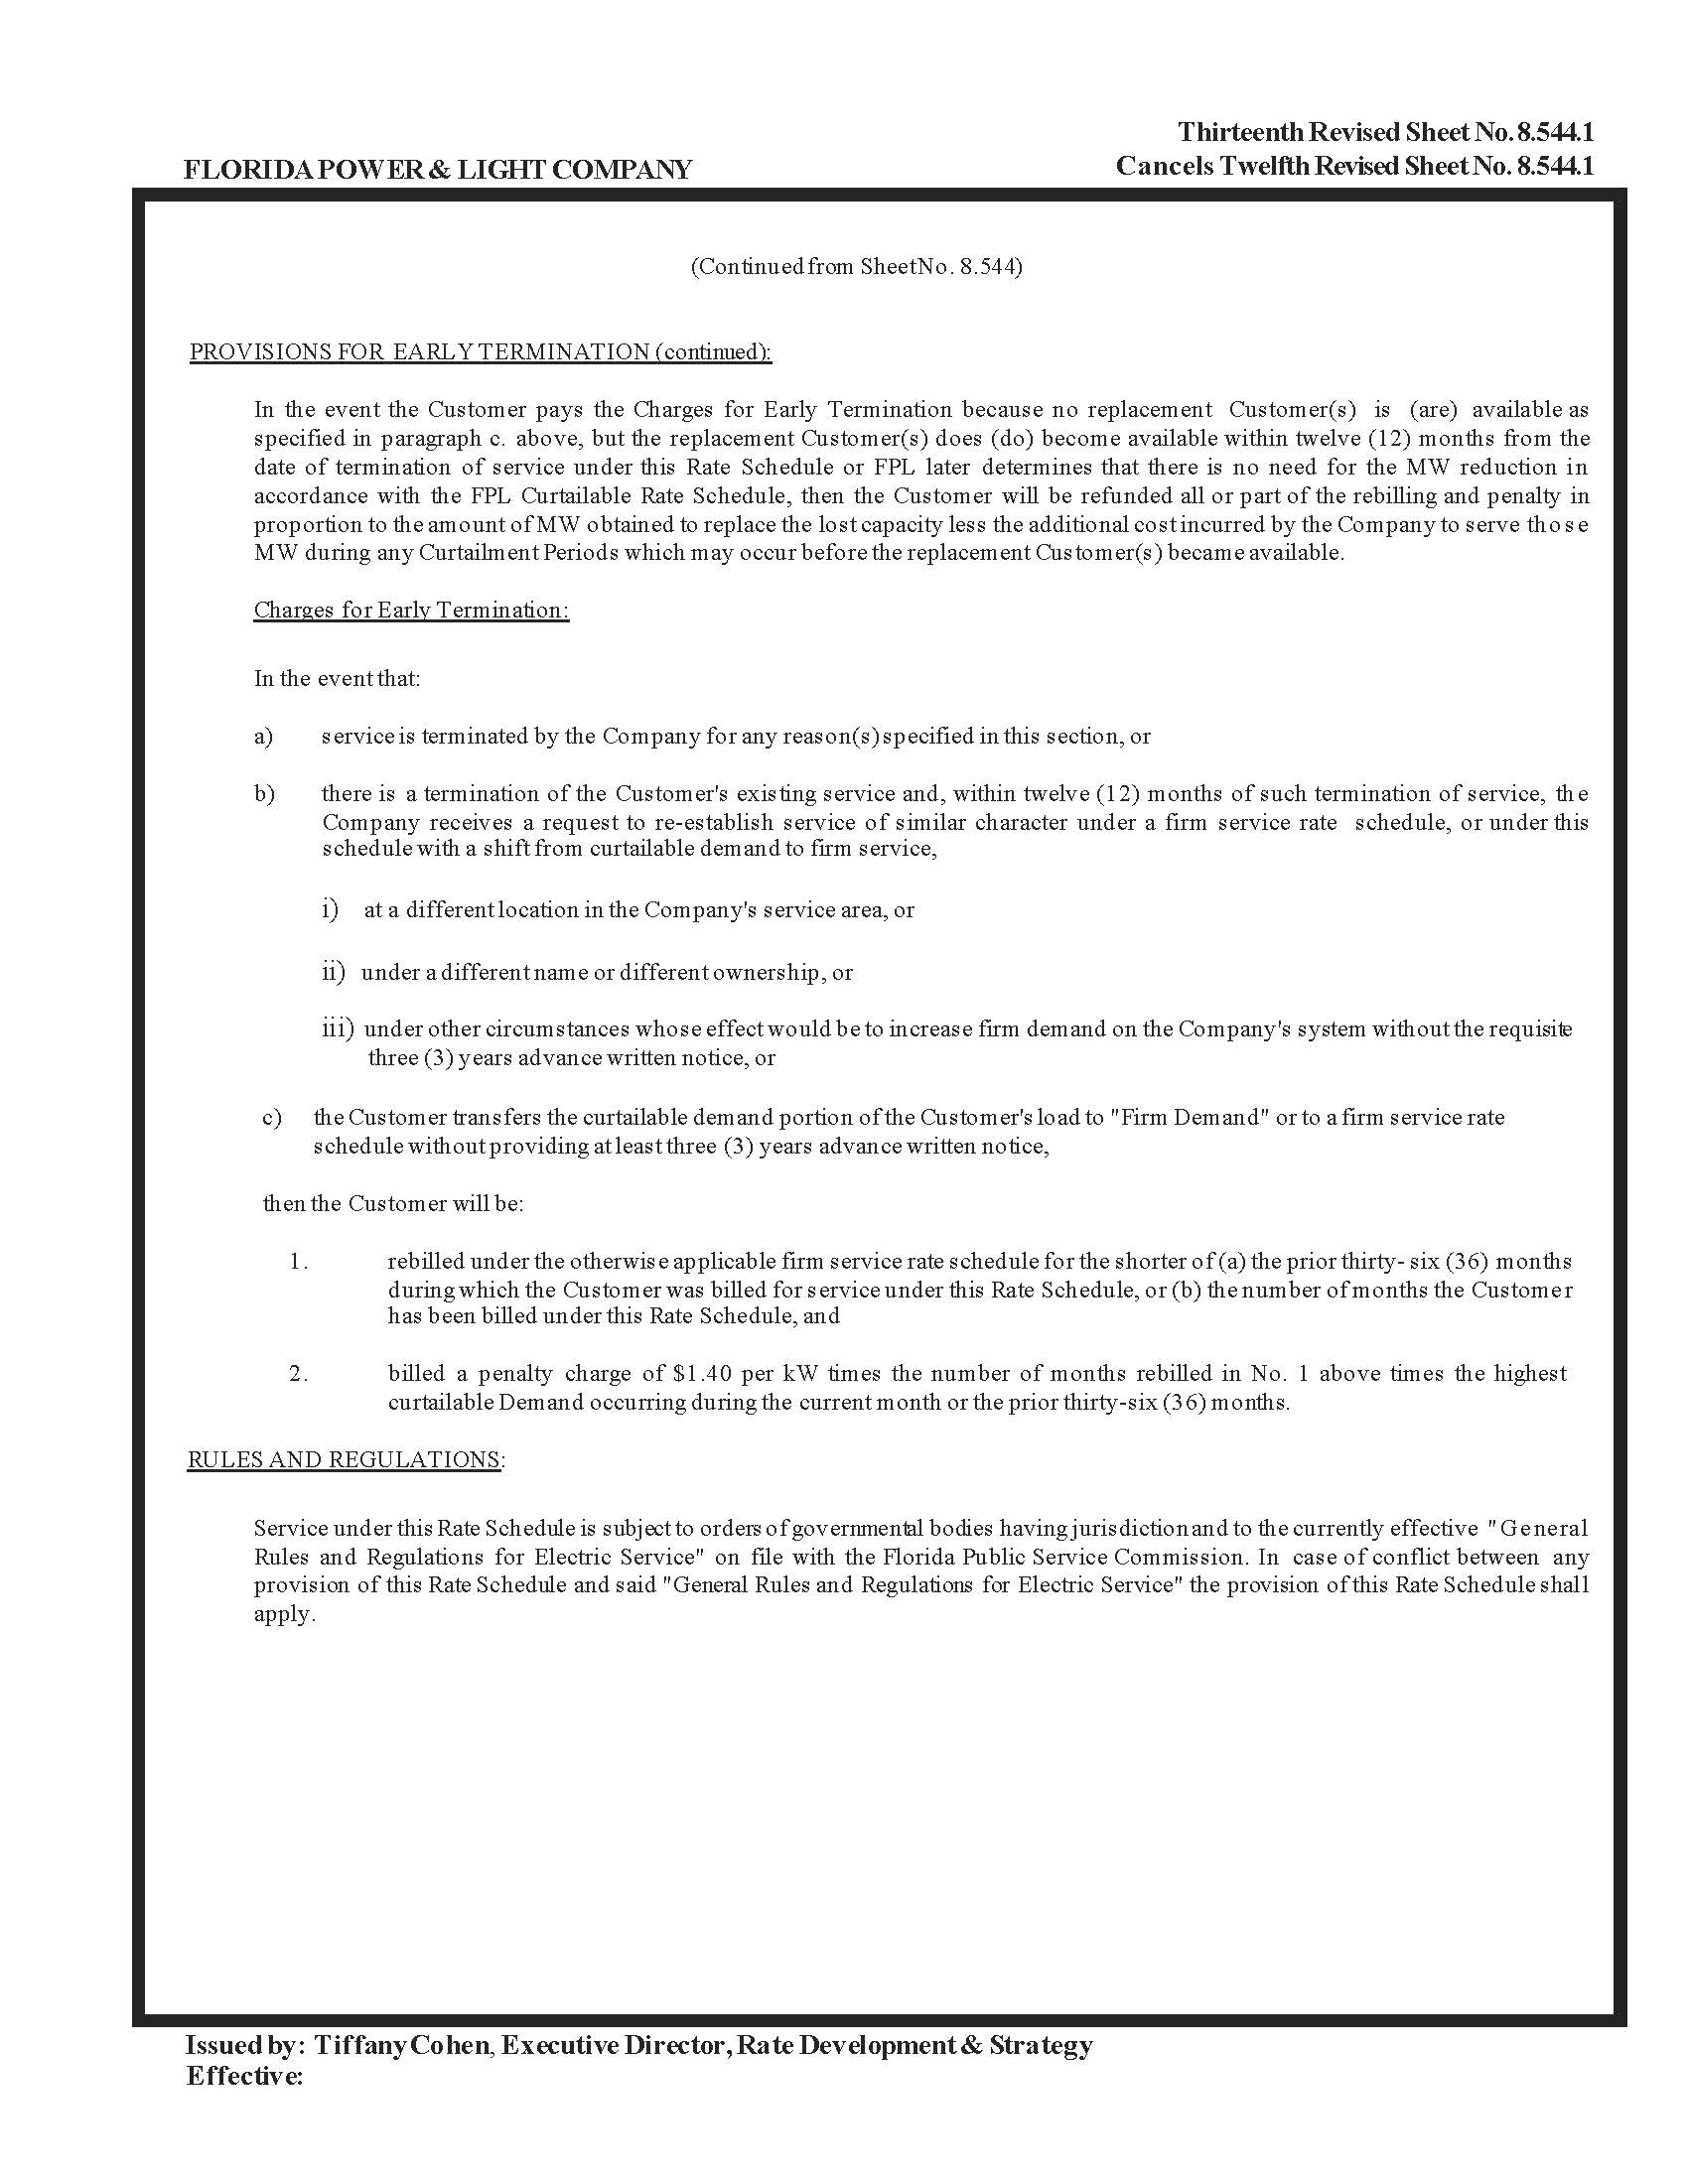 Thirteenth Revised Sheet No. 8.544.1
FLORIDA POWER & LIGHT COMPANY
Cancels Twelfth Revised Sheet No. 8.544.1
(Continued from Sheet No. 8.544)
PROVISIONS FOR EARLY TERMINATION (continued):
In the event the Customer pays the Charges for Early Termination because no replacement Customer(s) is (are) available as
specified in paragraph c. above, but the replacement Customer(s) does (do) become available within twelve (12) months from the
date of termination of service under this Rate Schedule or FPL later determines that there is no need for the MW reduction in
accordance with the FPL Curtailable Rate Schedule, then the Customer will be refunded all or part of the rebilling and penalty in
proportion to the amount of MW obtained to replace the lost capacity less the additional cost incurred by the Company to serve those
MW during any Curtailment Periods which may occur before the replacement Customer(s) became available.
Charges for Early Termination:
In the event that:
a) service is terminated by the Company for any reason(s) specified in this section, or
b) there is a termination of the Customer's existing service and, within twelve (12) months of such termination of service, the
Company receives a request to re-establish service of similar character under a firm service rate schedule, or under this
schedule with a shift from curtailable demand to firm service,
i) at a different location in the Company's service area, or
ii) under a different name or different ownership, or
iii) under other circumstances whose effect would be to increase firm demand on the Company's system without the requisite
three (3) years advance written notice, or
c) the Customer transfers the curtailable demand portion of the Customer's load to "Firm Demand" or to a firm service rate
schedule without providing at least three (3) years advance written notice,
then the Customer will be:
1. rebilled under the otherwise applicable firm service rate schedule for the shorter of (a) the prior thirty- six (36) months
during which the Customer was billed for service under this Rate Schedule, or (b) the number of months the Customer
has been billed under this Rate Schedule, and
2. billed a penalty charge of $1.40 per kW times the number of months rebilled in No. 1 above times the highest
curtailable Demand occurring during the current month or the prior thirty-six (36) months.
RULES AND REGULATIONS:
Service under this Rate Schedule is subject to orders of governmental bodies having jurisdiction and to the currently effective "General
Rules and Regulations for Electric Service" on file with the Florida Public Service Commission. In case of conflict between any
provision of this Rate Schedule and said "General Rules and Regulations for Electric Service" the provision of this Rate Schedule shall
apply.
Issued by: Tiffany Cohen, Executive Director, Rate Development & Strategy
Effective: